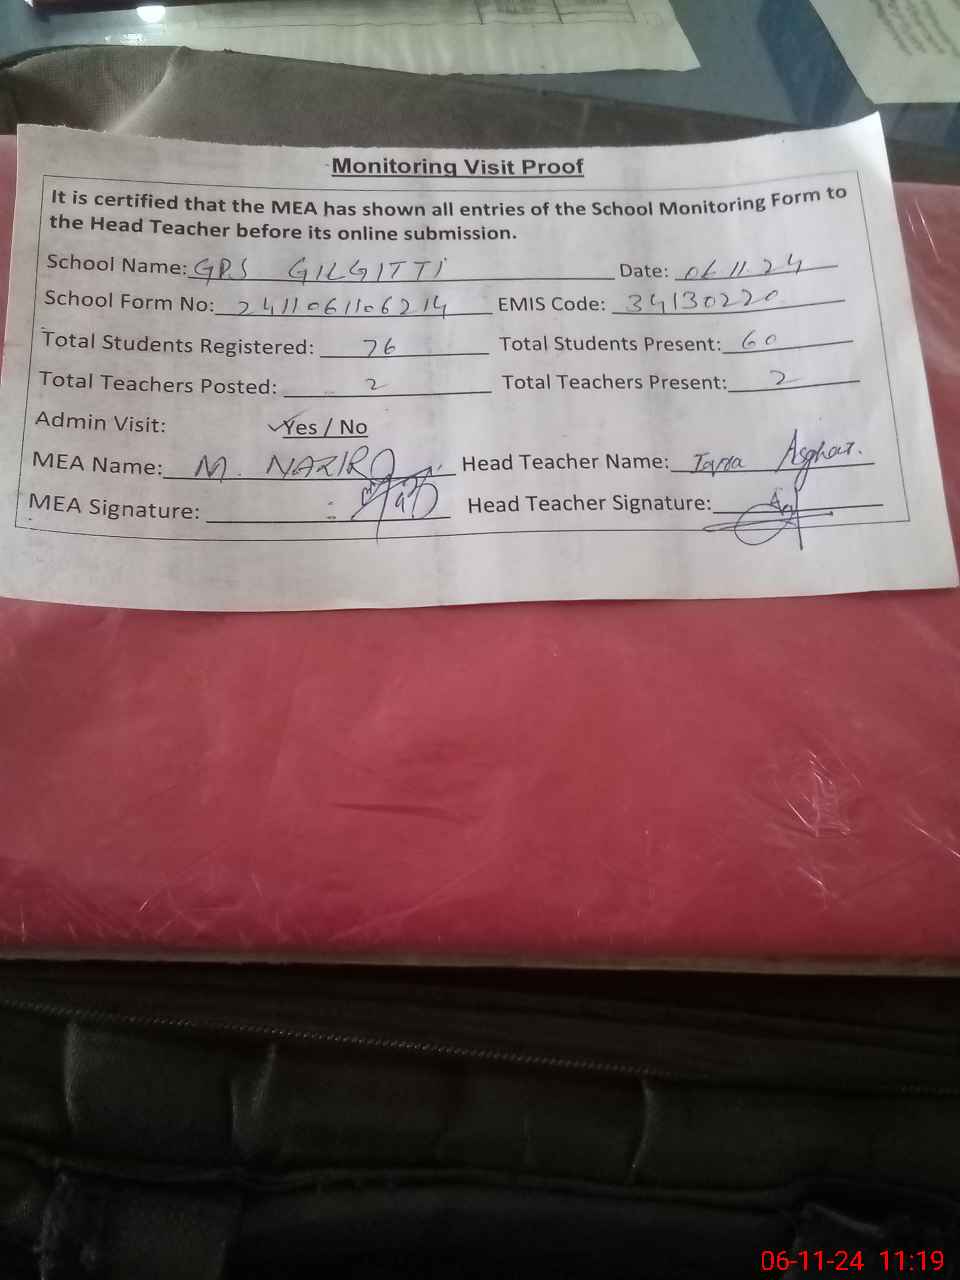 Monitoring Visit Proof
It is certified that the MEA has shown all entries of the School Monitoring Form to
the Head Teacher before its online submission.
School Name: GPS GILGITTI Date: 06.11.24
School Form No: 2411061106214 EMIS Code: 34130220
Total Students Registered: 76 Total Students Present: 60
Total Teachers Posted: 2 Total Teachers Present: 2
Admin Visit: ✓Yes / No
MEA Name: M. NAZIR Head Teacher Name: Asghar.
MEA Signature: Head Teacher Signature:
06-11-24 11:19